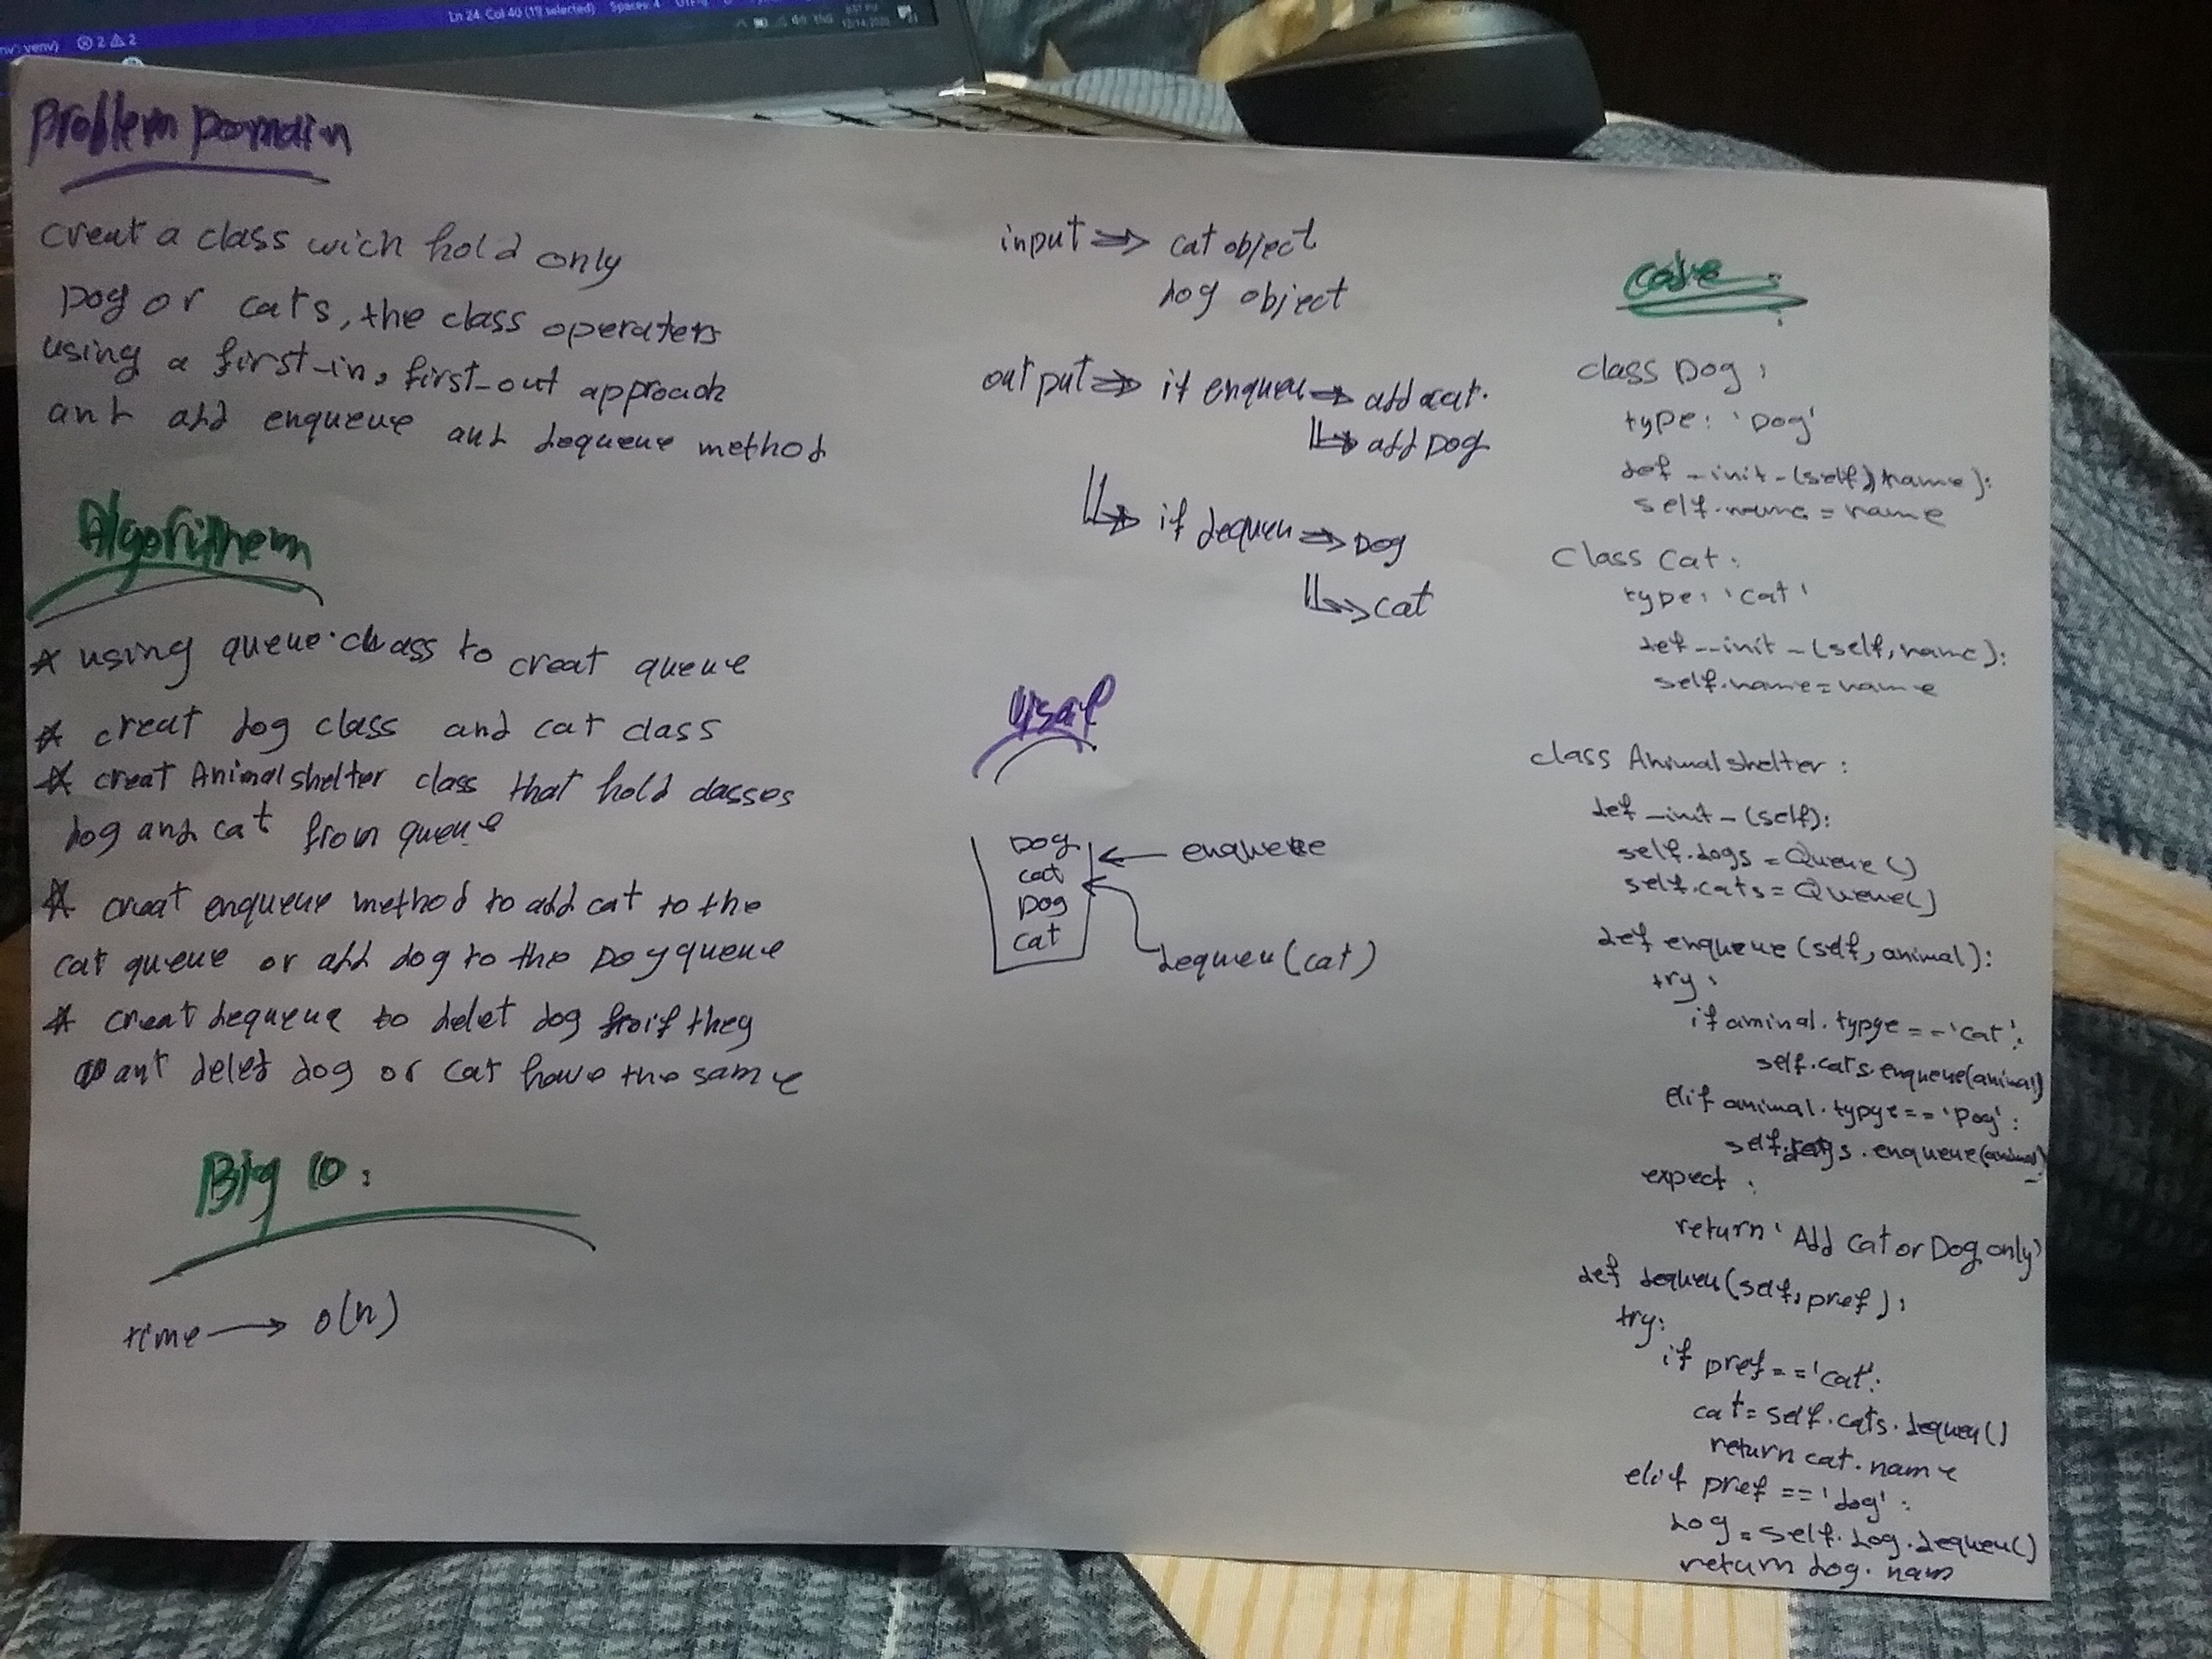 Ln 24, Col 40 (19 selected) Spaces: 4
venv) 2 2
ENG
Problem Domain
creat a class wich hold only
Dog or cats, the class operaters
using a first-in, first-out approach
and add enqueue and dequeue method
Algorithem
* using queue class to creat queue
* creat dog class and cat class
* creat Animalshelter class that hold classes
dog and cat from queue
* creat enqueue method to add cat to the
cat queue or add dog to the Dog queue
* creat dequeue to delet dog if they
want delet dog or cat have the same
Big O:
time → o(n)
input ⇒ cat object
dog object
output ⇒ if enqueu ⇒ add cat.
⇒ add Dog
⇒ if dequeu ⇒ Dog
⇒ cat
visal
Dog ← enqueue
cat
Dog
cat
dequeu(cat)
code:
class Dog:
type: 'Dog'
def _init_(self, name):
self.name = name
class Cat:
type: 'cat'
def __init_(self, name):
self.name = name
class Animalshelter:
def _init_(self):
self.dogs = Queue()
self.cats = Queue()
def enqueue(self, animal):
try:
if aminal.typye == 'cat':
self.cats.enqueue(animal)
elif animal.typye == 'Dog':
self.dogs.enqueue(animal)
expect:
return 'Add cat or Dog only'
def dequeu(self, pref):
try:
if pref == 'cat':
cat = self.cats.dequeu()
return cat.name
elif pref == 'dog':
dog = self.dog.dequeu()
return dog.nam